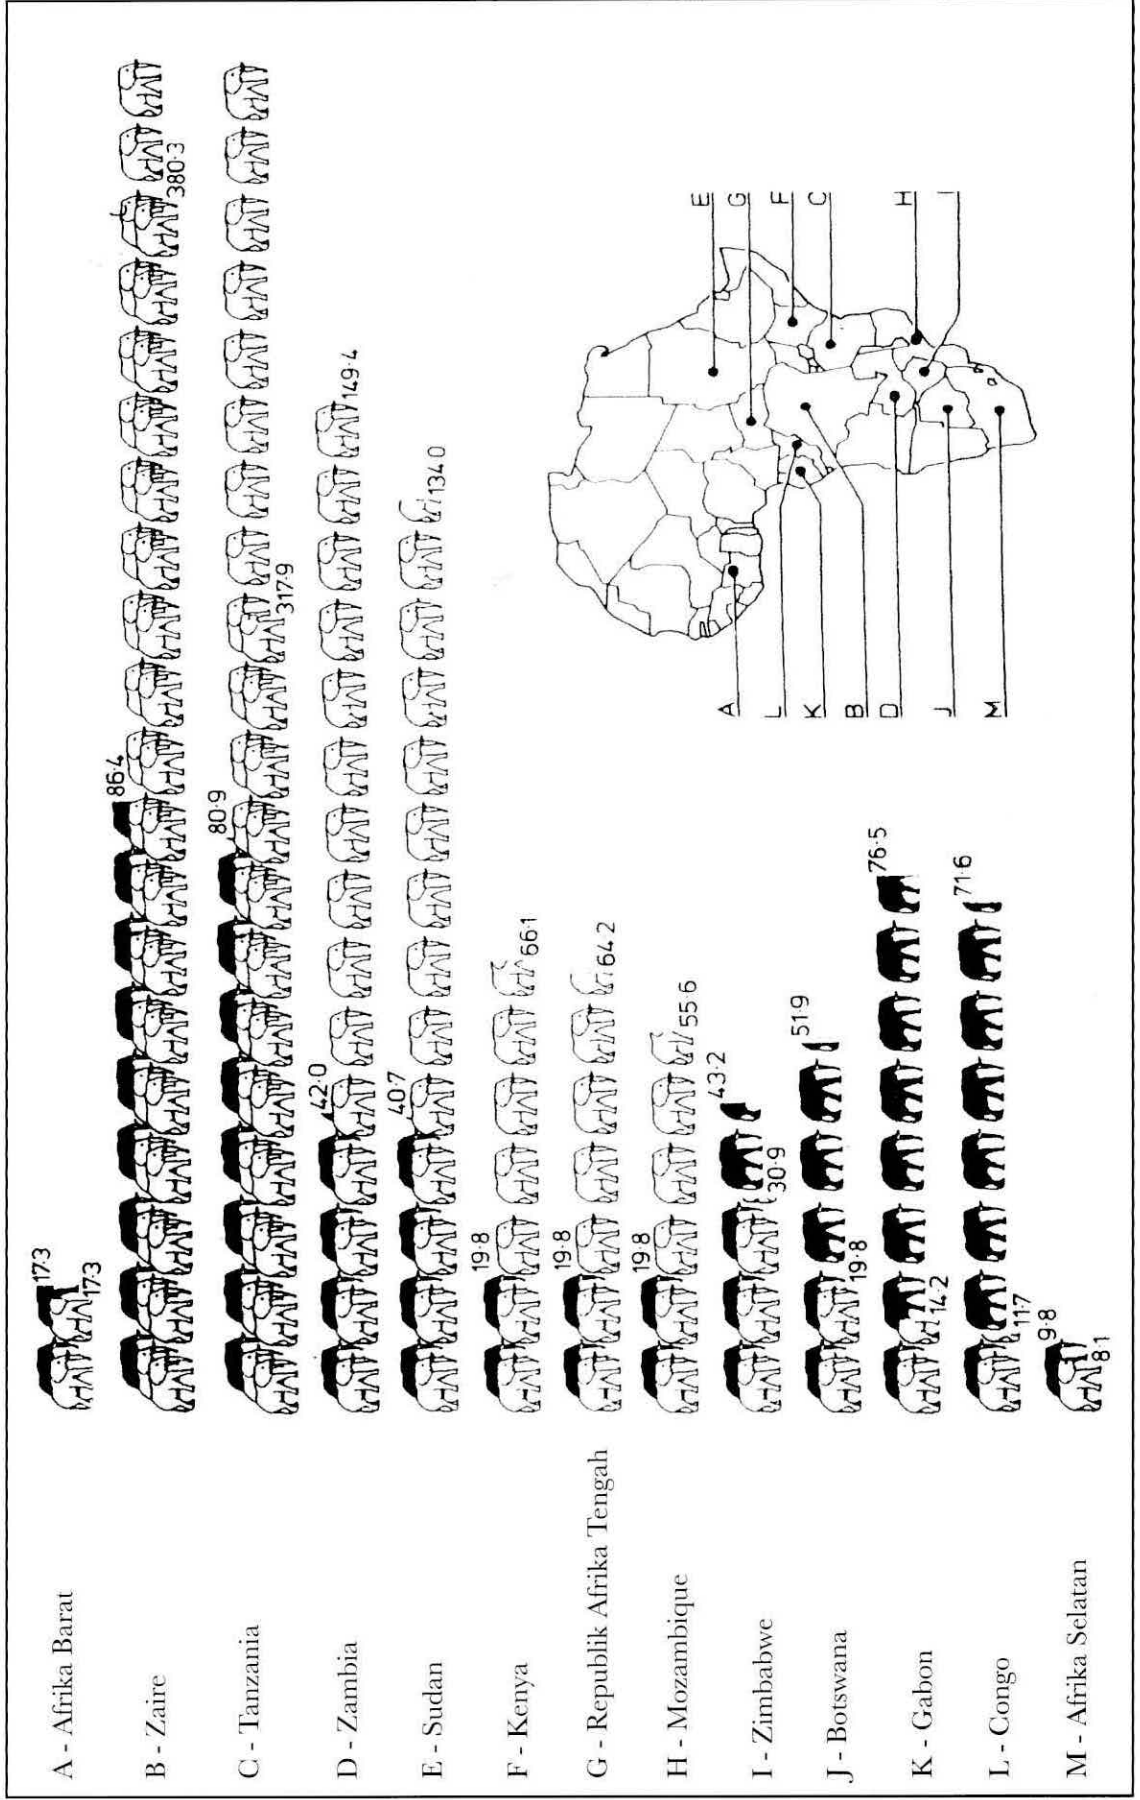 A - Afrika Barat
17·3
17·3
B - Zaire
86·4
380·3
C - Tanzania
80·9
317·9
D - Zambia
42·0
149·4
E - Sudan
40·7
134 0
F - Kenya
19·8
66·1
G - Republik Afrika Tengah
19·8
64 2
H - Mozambique
19·8
55 6
I - Zimbabwe
43·2
30·9
J - Botswana
51·9
19·8
K - Gabon
76·5
14·2
L - Congo
71·6
11·7
M - Afrika Selatan
9·8
8·1
A
L
K
B
D
J
M
E
G
F
C
H
I